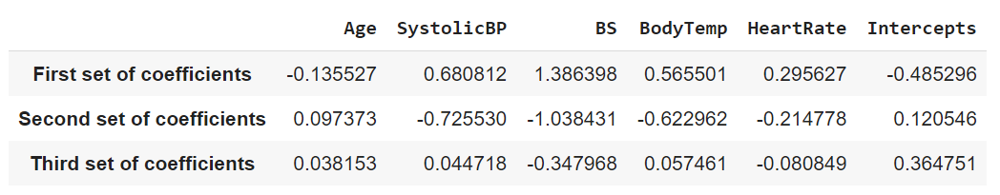 Age SystolicBP BS BodyTemp HeartRate Intercepts
First set of coefficients -0.135527 0.680812 1.386398 0.565501 0.295627 -0.485296
Second set of coefficients 0.097373 -0.725530 -1.038431 -0.622962 -0.214778 0.120546
Third set of coefficients 0.038153 0.044718 -0.347968 0.057461 -0.080849 0.364751